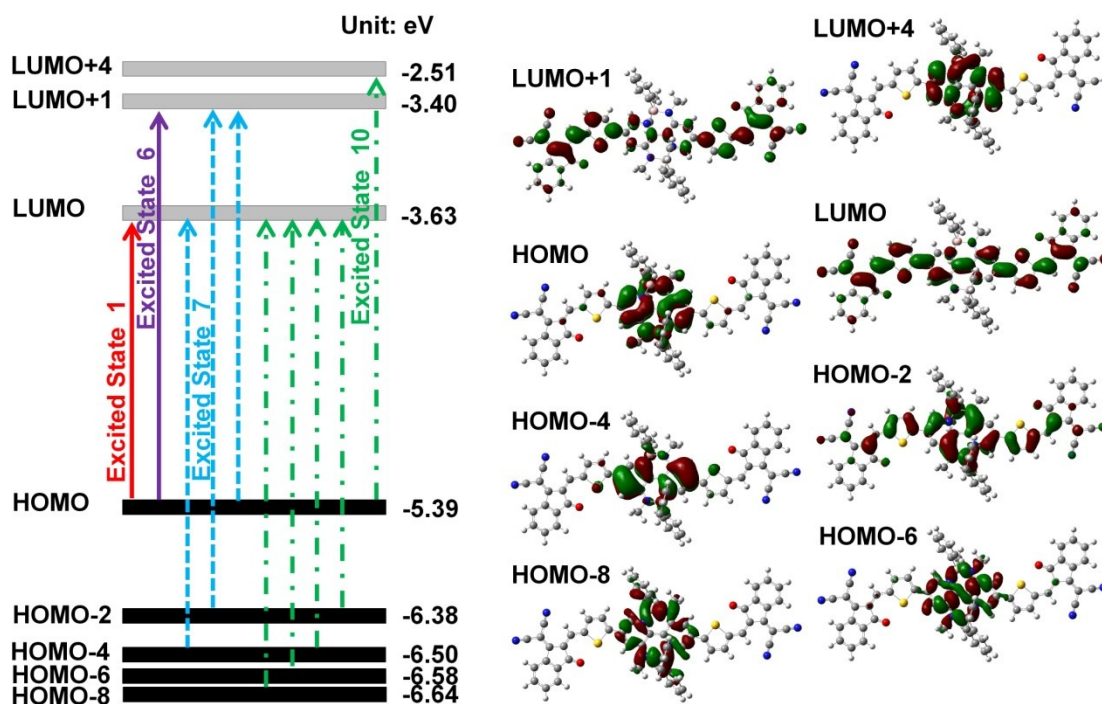 Unit: eV
LUMO+4
-2.51
LUMO+1
-3.40
LUMO
-3.63
HOMO
-5.39
HOMO-2
-6.38
HOMO-4
-6.50
HOMO-6
-6.58
HOMO-8
-6.64
Excited State 1
Excited State 6
Excited State 7
Excited State 10
LUMO+4
LUMO+1
LUMO
HOMO
HOMO-2
HOMO-4
HOMO-6
HOMO-8